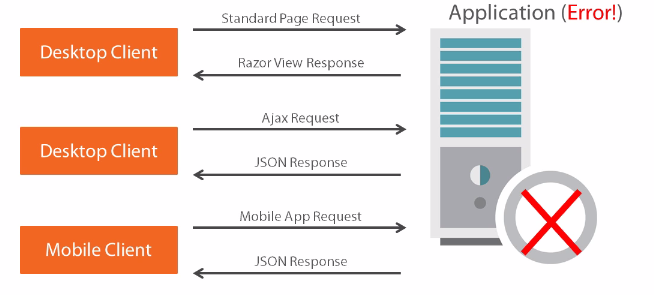 Application (Error!)
Standard Page Request
Desktop Client
Razor View Response
Ajax Request
Desktop Client
JSON Response
Mobile App Request
Mobile Client
JSON Response